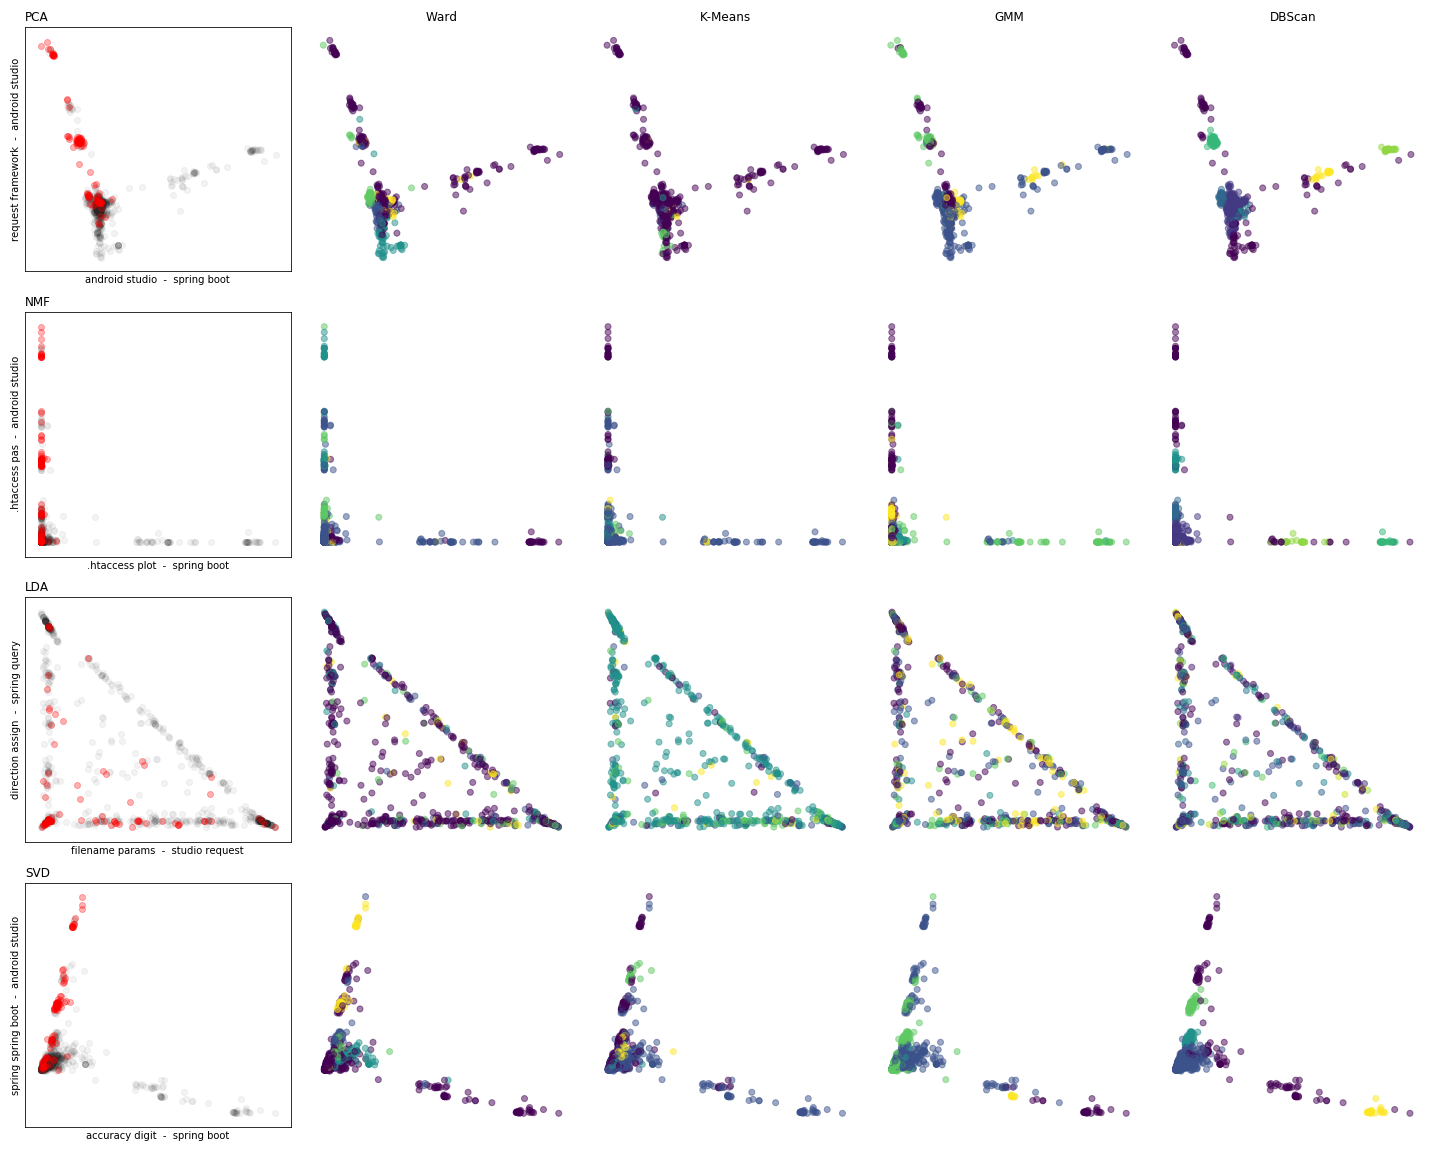 PCA
Ward
K-Means
GMM
DBScan
request framework - android studio
android studio - spring boot
NMF
.htaccess pas - android studio
.htaccess plot - spring boot
LDA
direction assign - spring query
filename params - studio request
SVD
spring spring boot - android studio
accuracy digit - spring boot